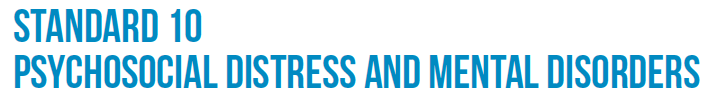 STANDARD 10
PSYCHOSOCIAL DISTRESS AND MENTAL DISORDERS